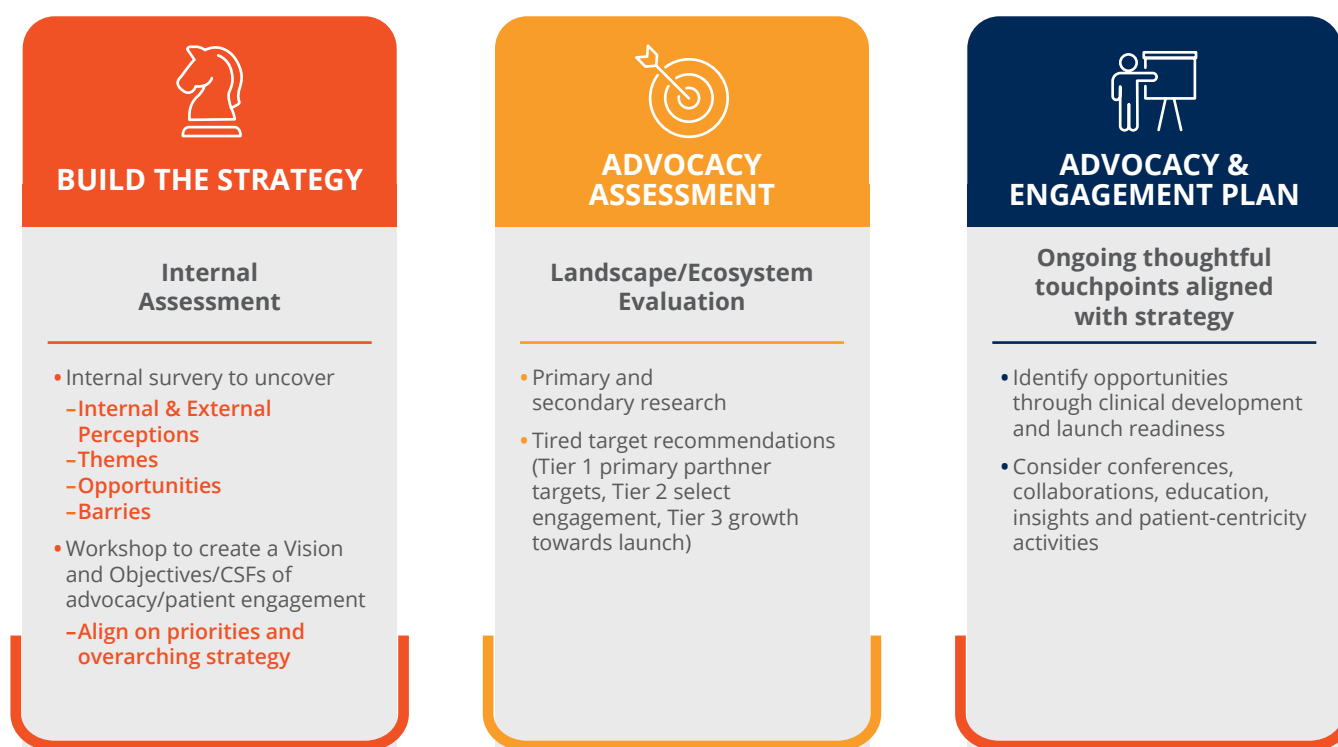 BUILD THE STRATEGY
Internal
Assessment
• Internal survery to uncover
–Internal & External
Perceptions
–Themes
–Opportunities
–Barries
• Workshop to create a Vision
and Objectives/CSFs of
advocacy/patient engagement
–Align on priorities and
overarching strategy
ADVOCACY
ASSESSMENT
Landscape/Ecosystem
Evaluation
• Primary and
secondary research
• Tired target recommendations
(Tier 1 primary parthner
targets, Tier 2 select
engagement, Tier 3 growth
towards launch)
ADVOCACY &
ENGAGEMENT PLAN
Ongoing thoughtful
touchpoints aligned
with strategy
• Identify opportunities
through clinical development
and launch readiness
• Consider conferences,
collaborations, education,
insights and patient-centricity
activities